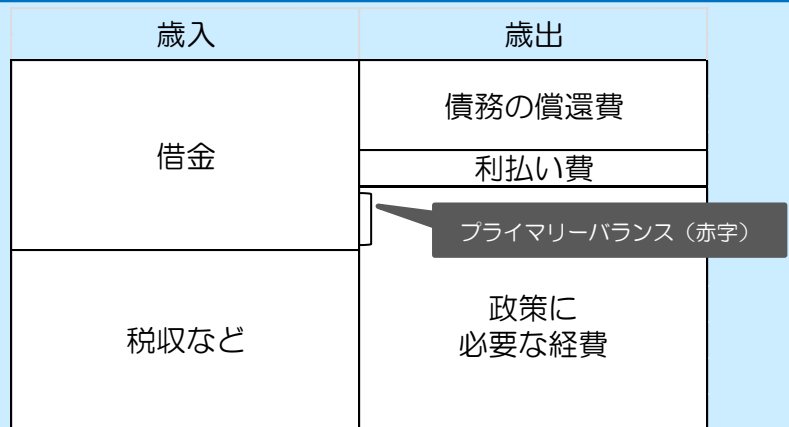 歳入
歳出
借金
債務の償還費
利払い費
プライマリーバランス（赤字）
税収など
政策に
必要な経費